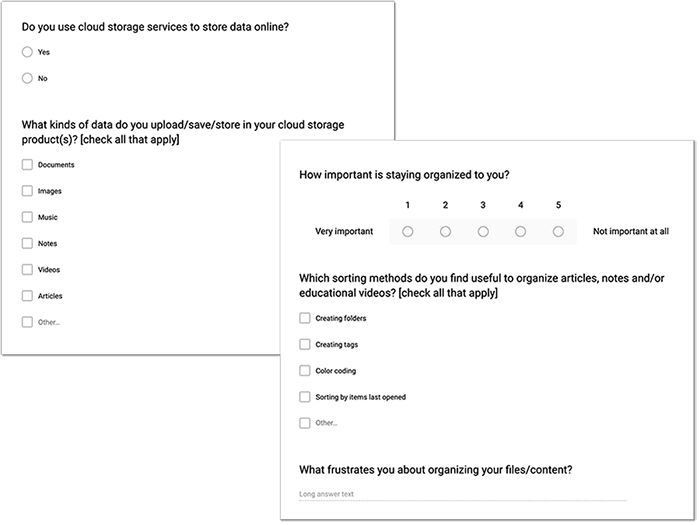 Do you use cloud storage services to store data online?
Yes
No
What kinds of data do you upload/save/store in your cloud storage
product(s)? [check all that apply]
Documents
Images
Music
Notes
Videos
Articles
Other...
How important is staying organized to you?
1 2 3 4 5
Very important Not important at all
Which sorting methods do you find useful to organize articles, notes and/or
educational videos? [check all that apply]
Creating folders
Creating tags
Color coding
Sorting by items last opened
Other...
What frustrates you about organizing your files/content?
Long answer text